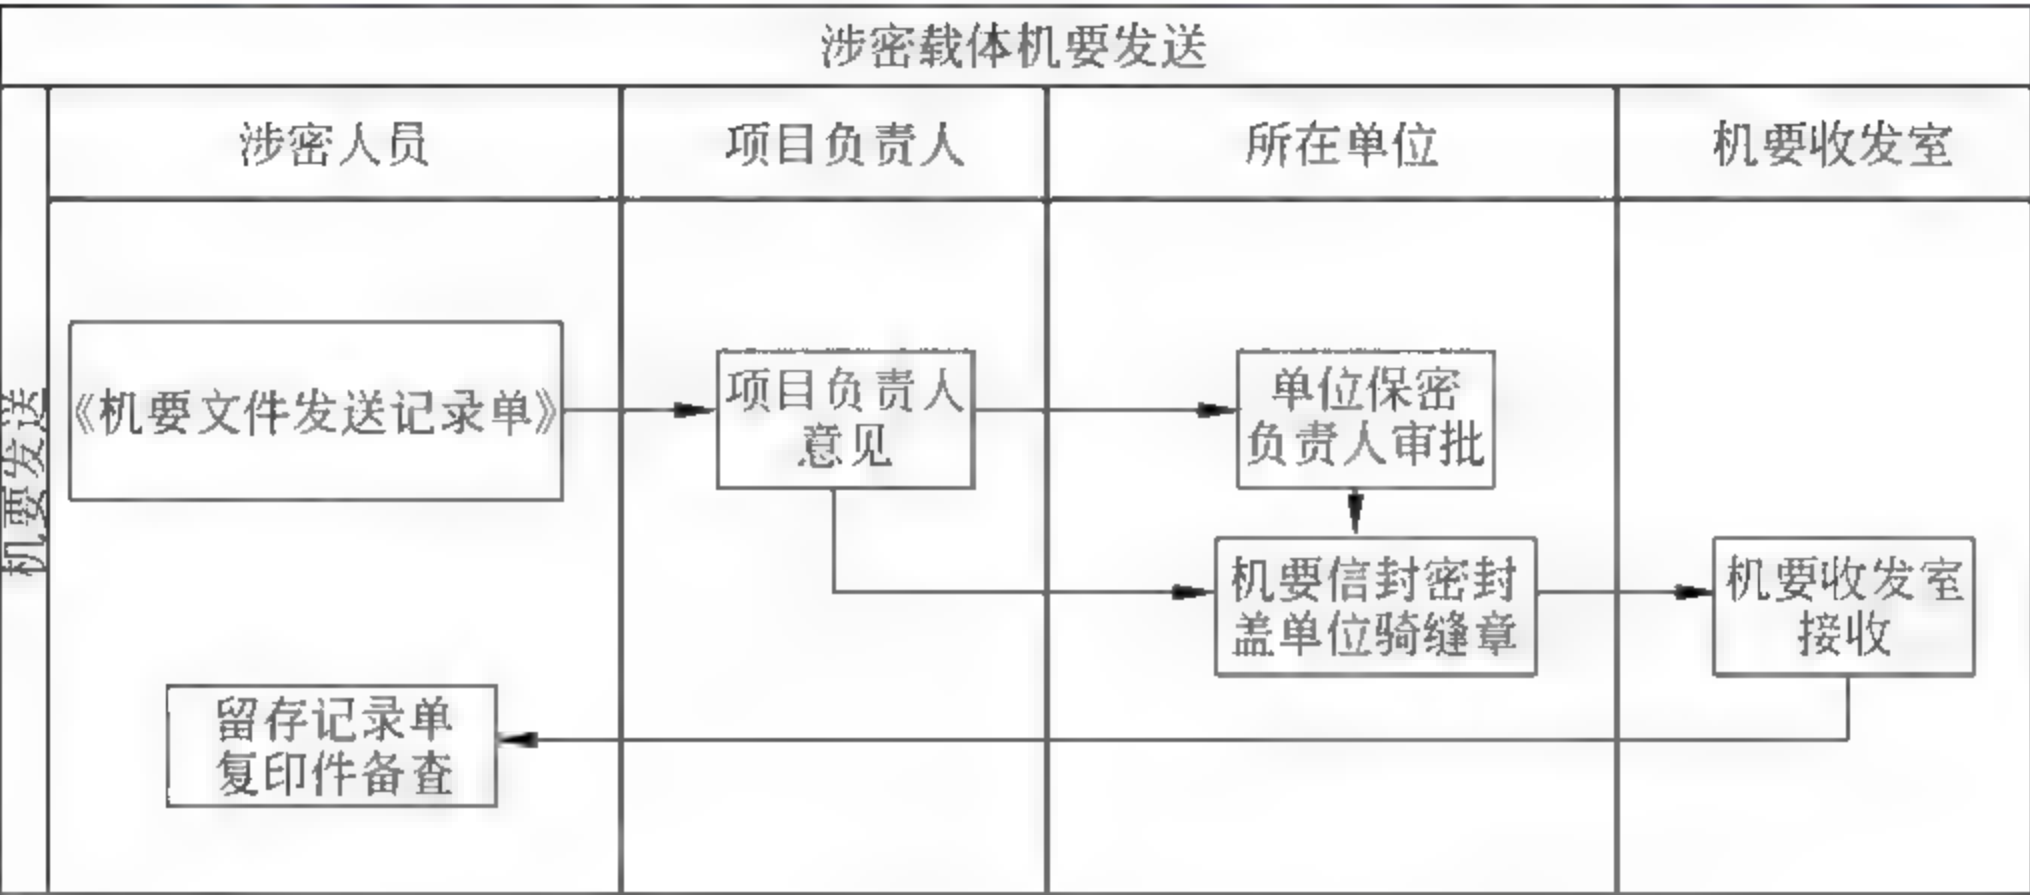 涉密载体机要发送
涉密人员
项目负责人
所在单位
机要收发室
机要发送
《机要文件发送记录单》
项目负责人
意见
单位保密
负责人审批
机要信封密封
盖单位骑缝章
机要收发室
接收
留存记录单
复印件备查